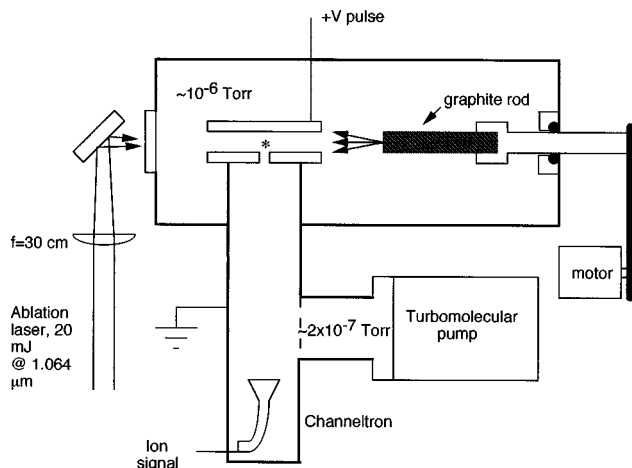 +V pulse
~10⁻⁶ Torr
graphite rod
*
f=30 cm
motor
Ablation
laser, 20
mJ
@ 1.064
μm
~2x10⁻⁷ Torr
Turbomolecular
pump
Channeltron
Ion
signal